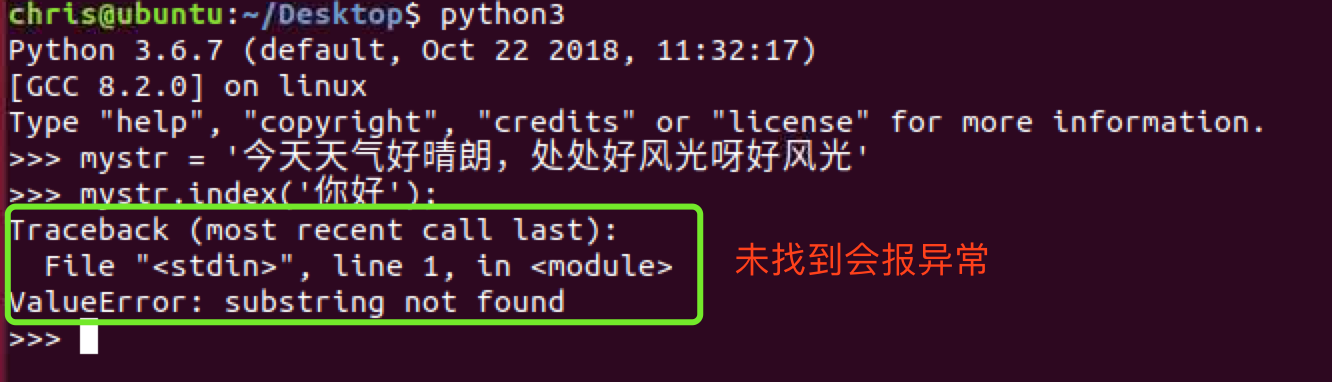 chris@ubuntu:~/Desktop$ python3
Python 3.6.7 (default, Oct 22 2018, 11:32:17)
[GCC 8.2.0] on linux
Type "help", "copyright", "credits" or "license" for more information.
>>> mystr = '今天天气好晴朗，处处好风光呀好风光'
>>> mystr.index('你好');
Traceback (most recent call last):
  File "<stdin>", line 1, in <module>
未找到会报异常
ValueError: substring not found
>>>